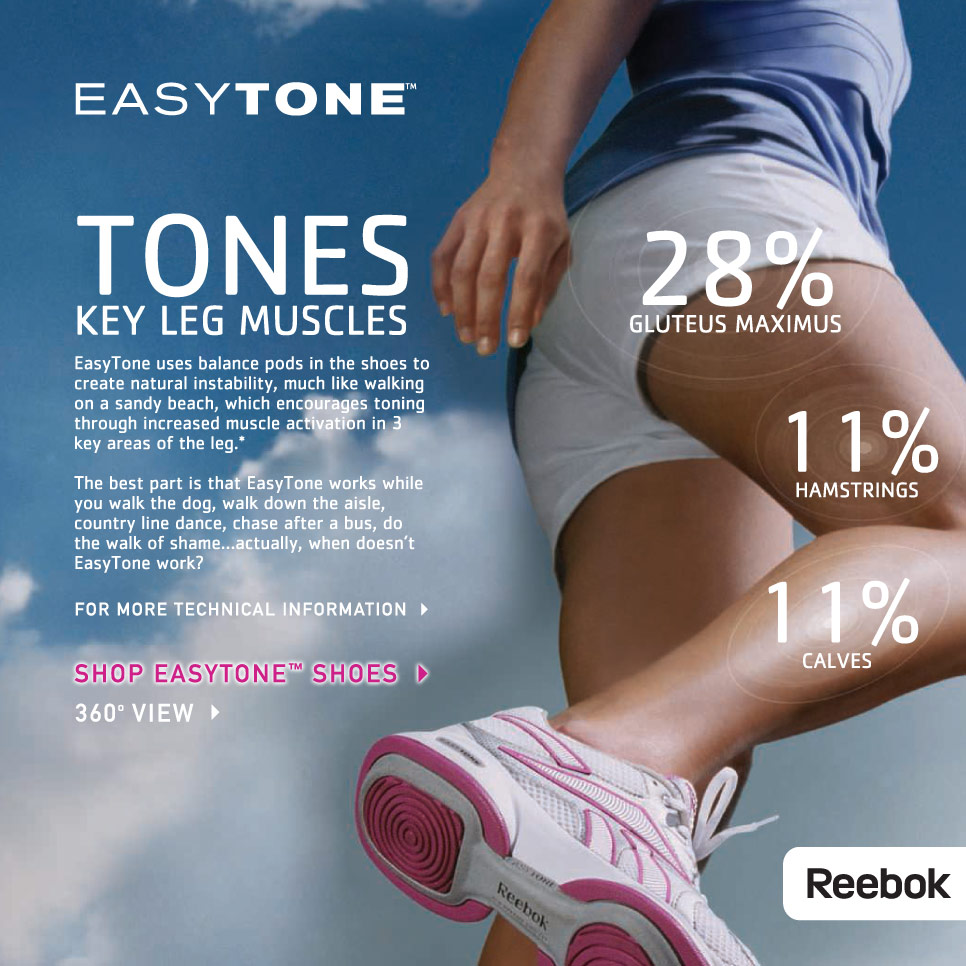 EASYTONE™
TONES
KEY LEG MUSCLES
EasyTone uses balance pods in the shoes to
create natural instability, much like walking
on a sandy beach, which encourages toning
through increased muscle activation in 3
key areas of the leg.*
The best part is that EasyTone works while
you walk the dog, walk down the aisle,
country line dance, chase after a bus, do
the walk of shame...actually, when doesn't
EasyTone work?
FOR MORE TECHNICAL INFORMATION
SHOP EASYTONE™ SHOES
360° VIEW
28%
GLUTEUS MAXIMUS
11%
HAMSTRINGS
11%
CALVES
Reebok
Reebok